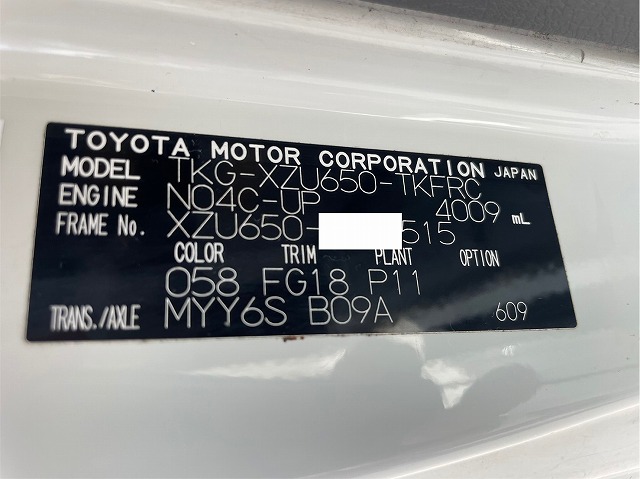 TOYOTA MOTOR CORPORATION JAPAN
MODEL TKG-XZU650-TKFRC
ENGINE N04C-UP 4009 mL
FRAME No. XZU650- 515
COLOR TRIM PLANT OPTION
058 FG18 P11
TRANS./AXLE MYY6S B09A 609